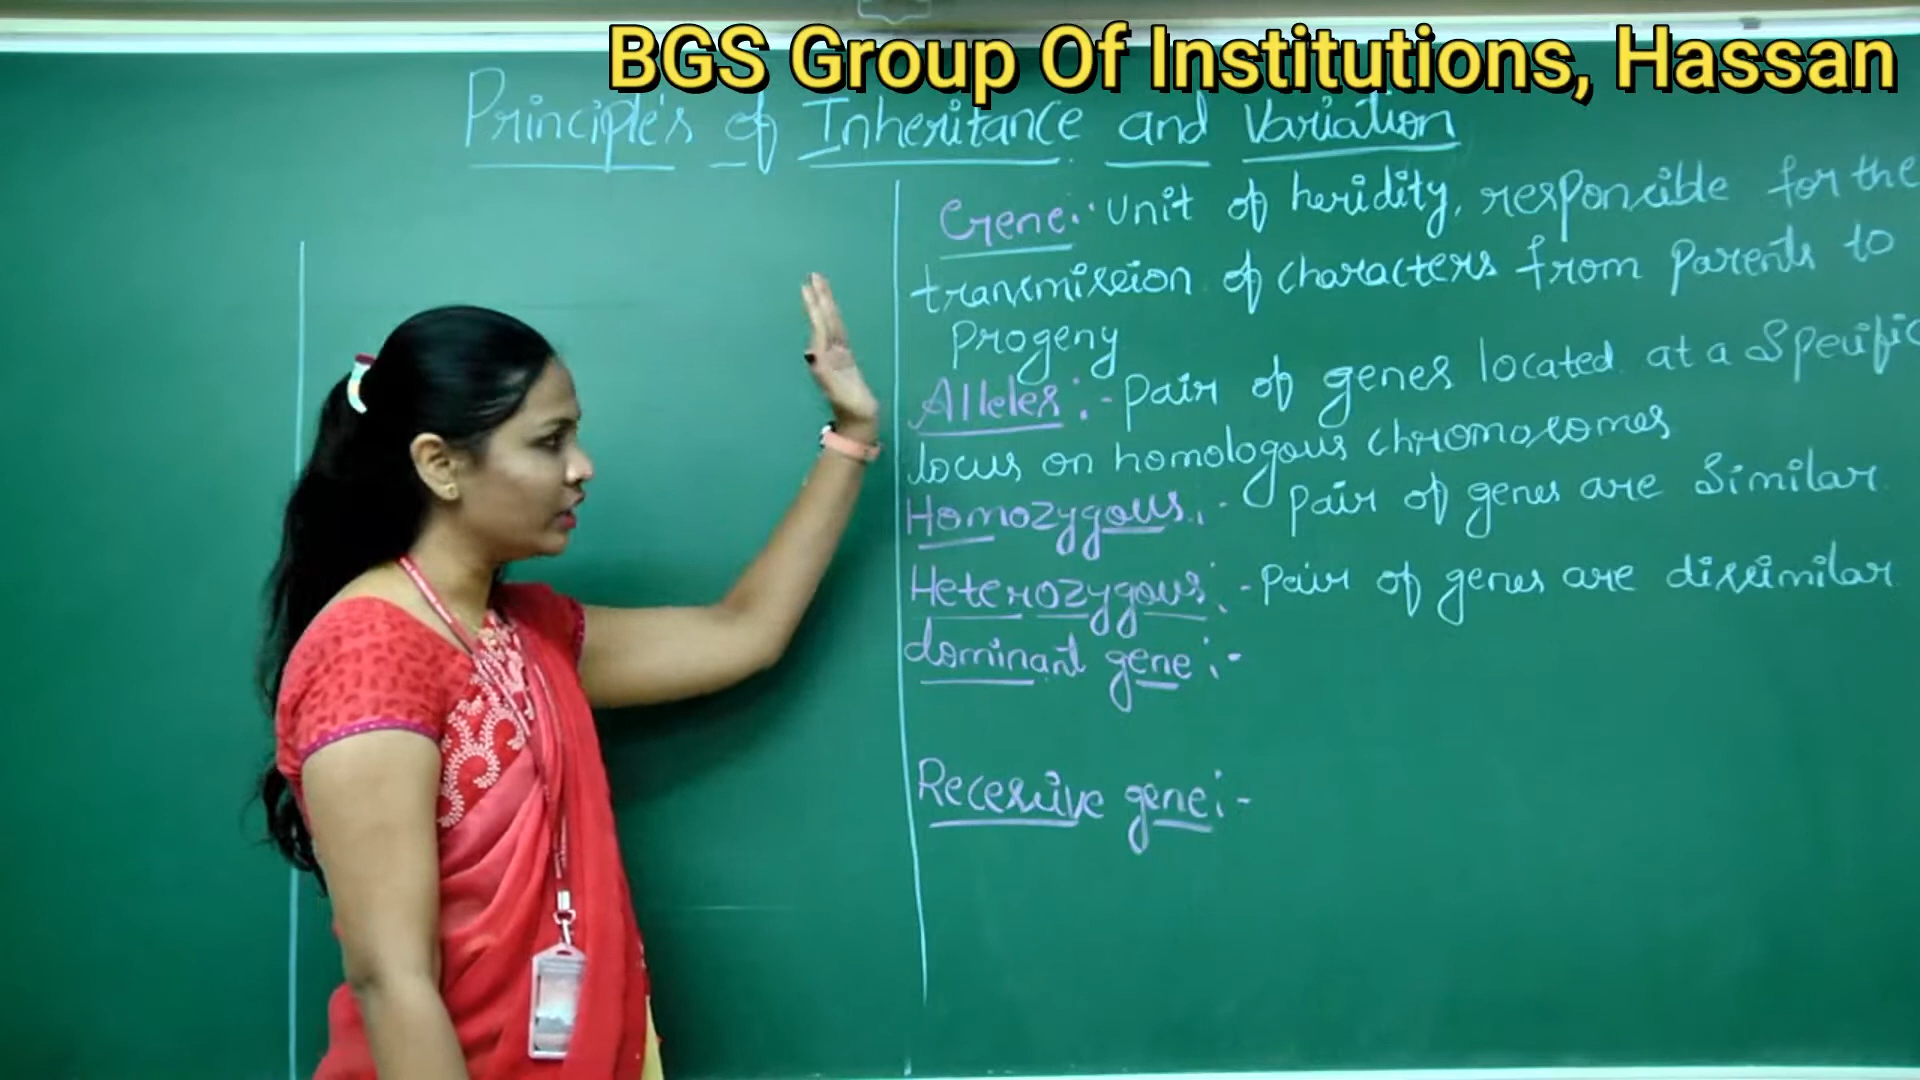 BGS Group Of Institutions, Hassan
Principle's of Inheritance and Variation
Gene:- Unit of heridity, responsible for the
transmission of characters from Parents to
Progeny
Alleles:- Pair of genes located at a Specific
locus on homologous chromosomes
Homozygous:- Pair of genes are Similar
Heterozygous:- Pair of genes are dissimilar
dominant gene:-
Recessive gene:-